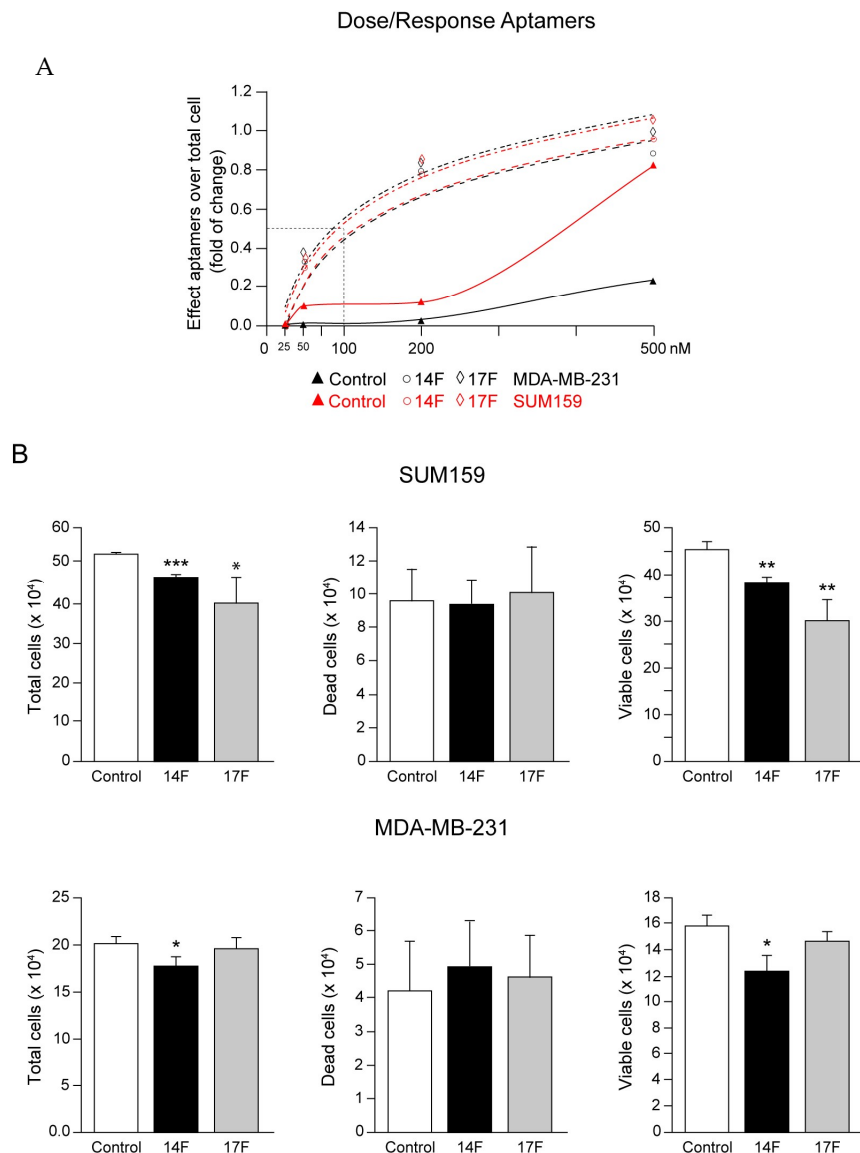 Dose/Response Aptamers
A
Effect aptamers over total cell
(fold of change)
1.2
1.0
0.8
0.6
0.4
0.2
0.0
0 25 50 100 200 500 nM
▲ Control ○ 14F ◊ 17F MDA-MB-231
▲ Control ○ 14F ◊ 17F SUM159
B
SUM159
Total cells (x 10⁴)
60
50
40
50
40
30
20
10
0
*** *
Control 14F 17F
Dead cells (x 10⁴)
14
12
10
8
6
4
2
0
Control 14F 17F
Viable cells (x 10⁴)
50
40
30
20
10
0
** **
Control 14F 17F
MDA-MB-231
Total cells (x 10⁴)
25
20
15
10
5
0.0
*
Control 14F 17F
Dead cells (x 10⁴)
7
6
5
4
3
2
1
0
Control 14F 17F
Viable cells (x 10⁴)
18
16
14
12
10
8
6
4
2
0
*
Control 14F 17F